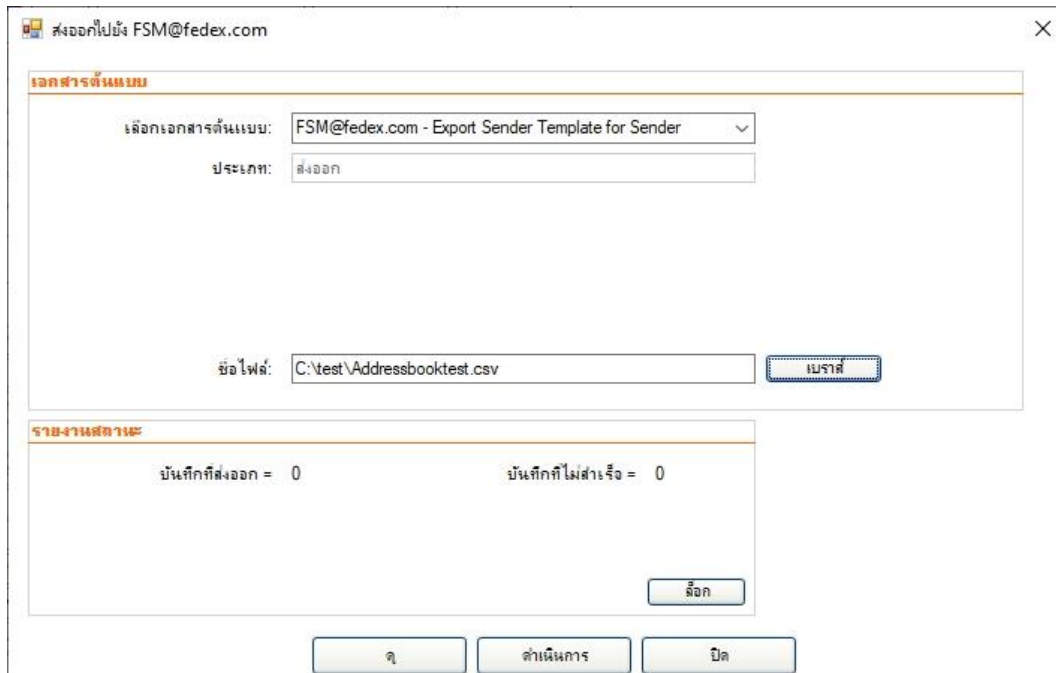 ส่งออกไปยัง FSM@fedex.com
เอกสารต้นแบบ
เลือกเอกสารต้นแบบ: FSM@fedex.com - Export Sender Template for Sender
ประเภท: ส่งออก
ชื่อไฟล์: C:\test\Addressbooktest.csv เบราส์
รายงานสถานะ
บันทึกที่ส่งออก = 0 บันทึกที่ไม่สำเร็จ = 0
ล็อก
ดู ดำเนินการ ปิด